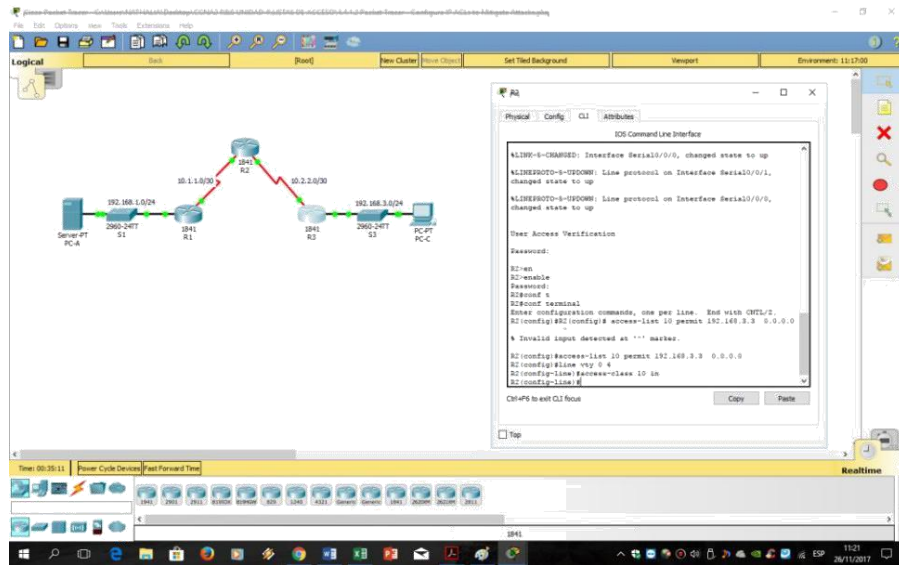 File Edit Options View Tools Extensions Help
Logical
Back
[Root]
New Cluster
Move Object
Set Tiled Background
Viewport
Environment: 11:17:00
1841
R2
10.1.1.0/30
10.2.2.0/30
192.168.1.0/24
192.168.3.0/24
Server-PT
PC-A
2960-24TT
S1
1841
R1
1841
R3
2960-24TT
S3
PC-PT
PC-C
R2
Physical Config CLI Attributes
IOS Command Line Interface
%LINK-5-CHANGED: Interface Serial0/0/0, changed state to up
%LINEPROTO-5-UPDOWN: Line protocol on Interface Serial0/0/1,
changed state to up
%LINEPROTO-5-UPDOWN: Line protocol on Interface Serial0/0/0,
changed state to up
User Access Verification
Password:
R2>en
R2>enable
Password:
R2#conf t
R2#conf terminal
Enter configuration commands, one per line. End with CNTL/Z.
R2(config)#R2(config)# access-list 10 permit 192.168.3.3 0.0.0.0
^
% Invalid input detected at '^' marker.
R2(config)#access-list 10 permit 192.168.3.3 0.0.0.0
R2(config)#line vty 0 4
R2(config-line)#access-class 10 in
R2(config-line)#
Ctrl+F6 to exit CLI focus
Copy
Paste
Top
Time: 00:35:11
Power Cycle Devices
Fast Forward Time
Realtime
1941 2901 2911 819IOX 819HGW 829 1240 4321 Generic Generic 1841 2620XM 2621XM 2811
1841
ESP
11:21
26/11/2017